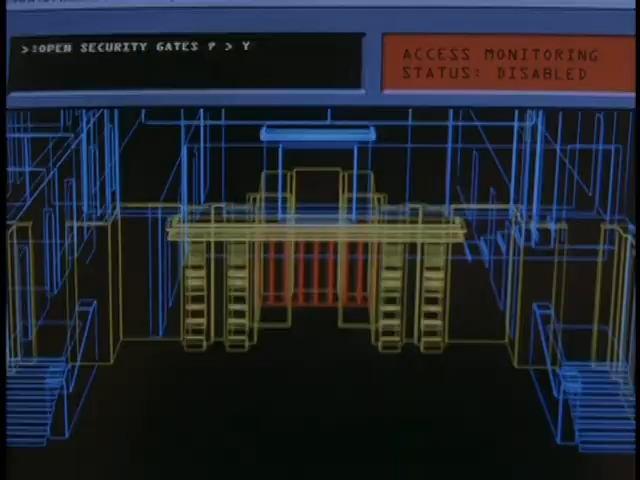 >:OPEN SECURITY GATES ? > Y
ACCESS MONITORING
STATUS: DISABLED